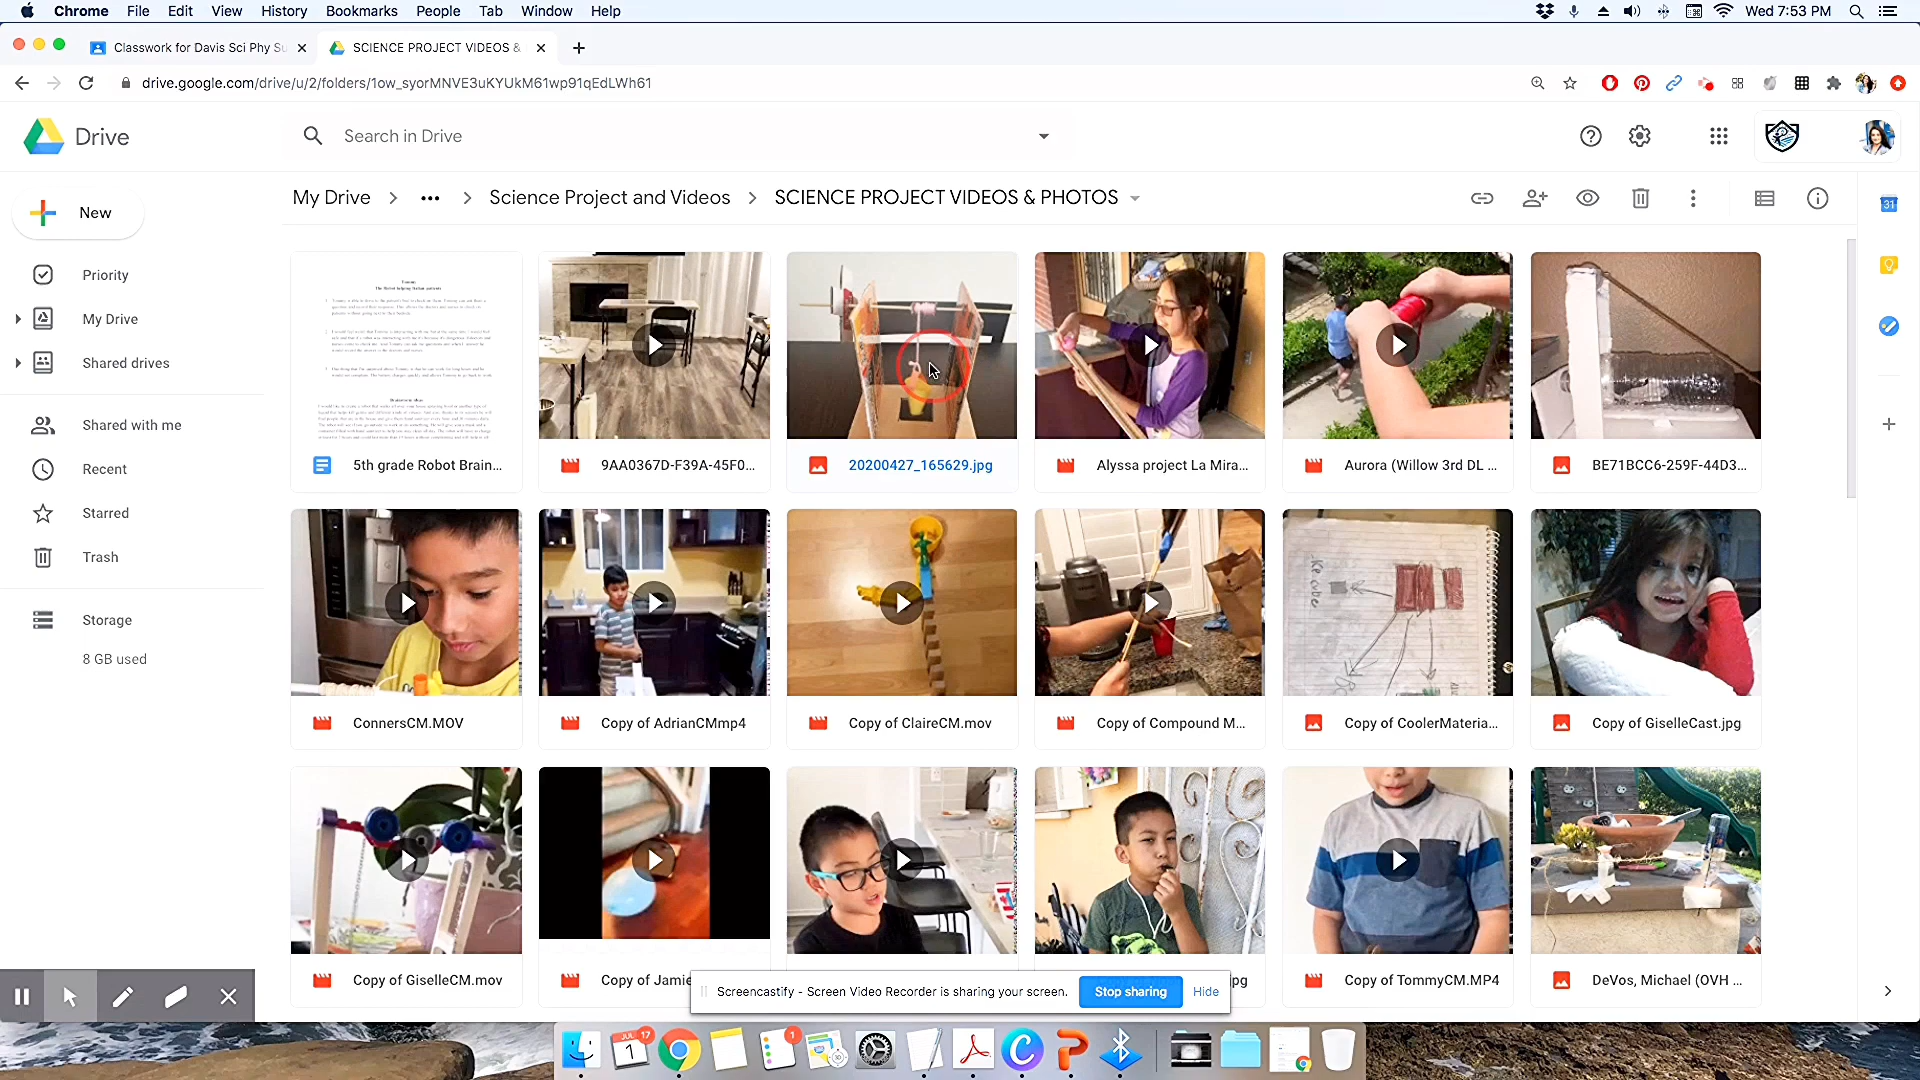 Chrome File Edit View History Bookmarks People Tab Window Help
Wed 7:53 PM
Classwork for Davis Sci Phy Su
SCIENCE PROJECT VIDEOS &
drive.google.com/drive/u/2/folders/1ow_syorMNVE3uKYUkM61wp91qEdLWh61
Drive
Search in Drive
New
My Drive
Science Project and Videos
SCIENCE PROJECT VIDEOS & PHOTOS
31
Priority
My Drive
Shared drives
Shared with me
Recent
Starred
Trash
Storage
8 GB used
5th grade Robot Brain...
9AA0367D-F39A-45F0...
20200427_165629.jpg
Alyssa project La Mira...
Aurora (Willow 3rd DL ...
BE71BCC6-259F-44D3...
ConnersCM.MOV
Copy of AdrianCMmp4
Copy of ClaireCM.mov
Copy of Compound M...
Copy of CoolerMateria...
Copy of GiselleCast.jpg
Copy of GiselleCM.mov
Copy of Jamie
jpg
Copy of TommyCM.MP4
DeVos, Michael (OVH ...
Screencastify - Screen Video Recorder is sharing your screen.
Stop sharing
Hide
JUL
17
1
1